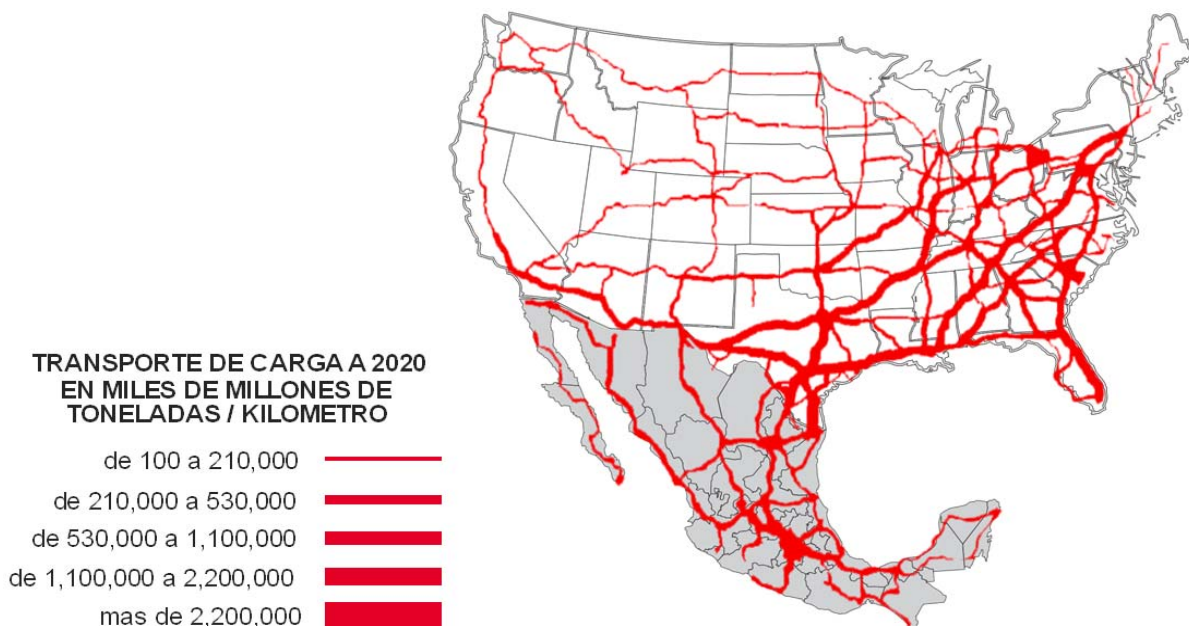 TRANSPORTE DE CARGA A 2020
EN MILES DE MILLONES DE
TONELADAS / KILOMETRO
de 100 a 210,000
de 210,000 a 530,000
de 530,000 a 1,100,000
de 1,100,000 a 2,200,000
mas de 2,200,000